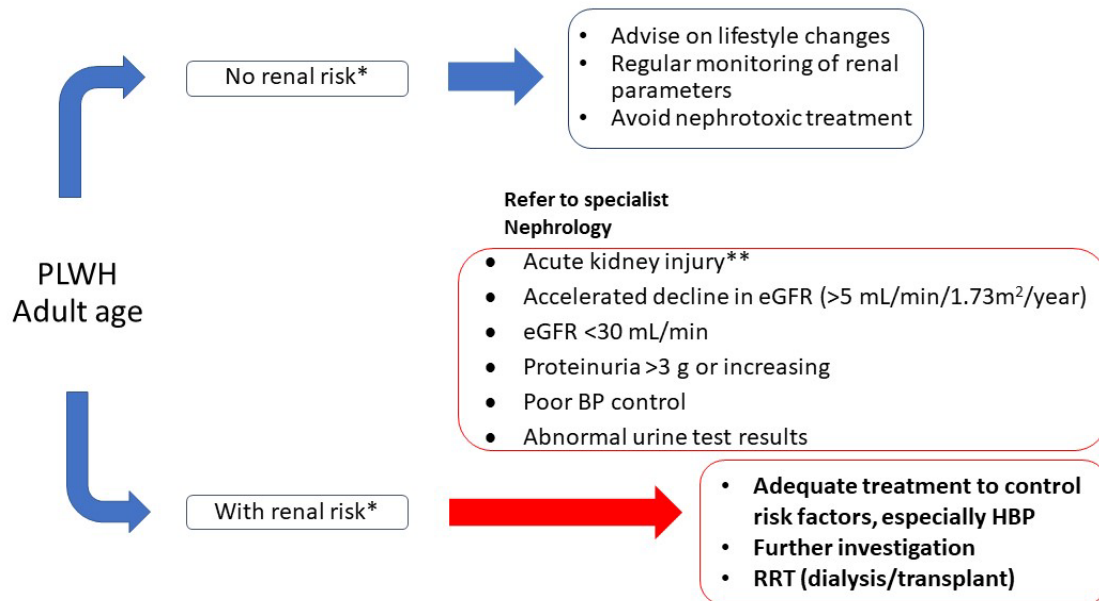 No renal risk*
• Advise on lifestyle changes
• Regular monitoring of renal
parameters
• Avoid nephrotoxic treatment
PLWH
Adult age
Refer to specialist
Nephrology
● Acute kidney injury**
● Accelerated decline in eGFR (>5 mL/min/1.73m²/year)
● eGFR <30 mL/min
● Proteinuria >3 g or increasing
● Poor BP control
● Abnormal urine test results
With renal risk*
• Adequate treatment to control
risk factors, especially HBP
• Further investigation
• RRT (dialysis/transplant)